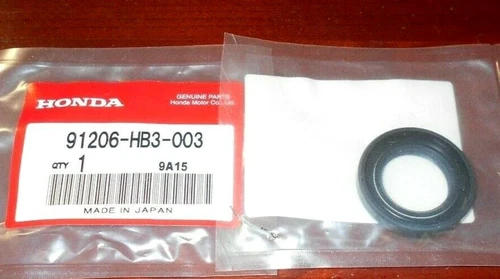 HONDA
GENUINE PARTS
Honda Motor Co., Ltd.
91206-HB3-003
QTY 1 9A15
MADE IN JAPAN